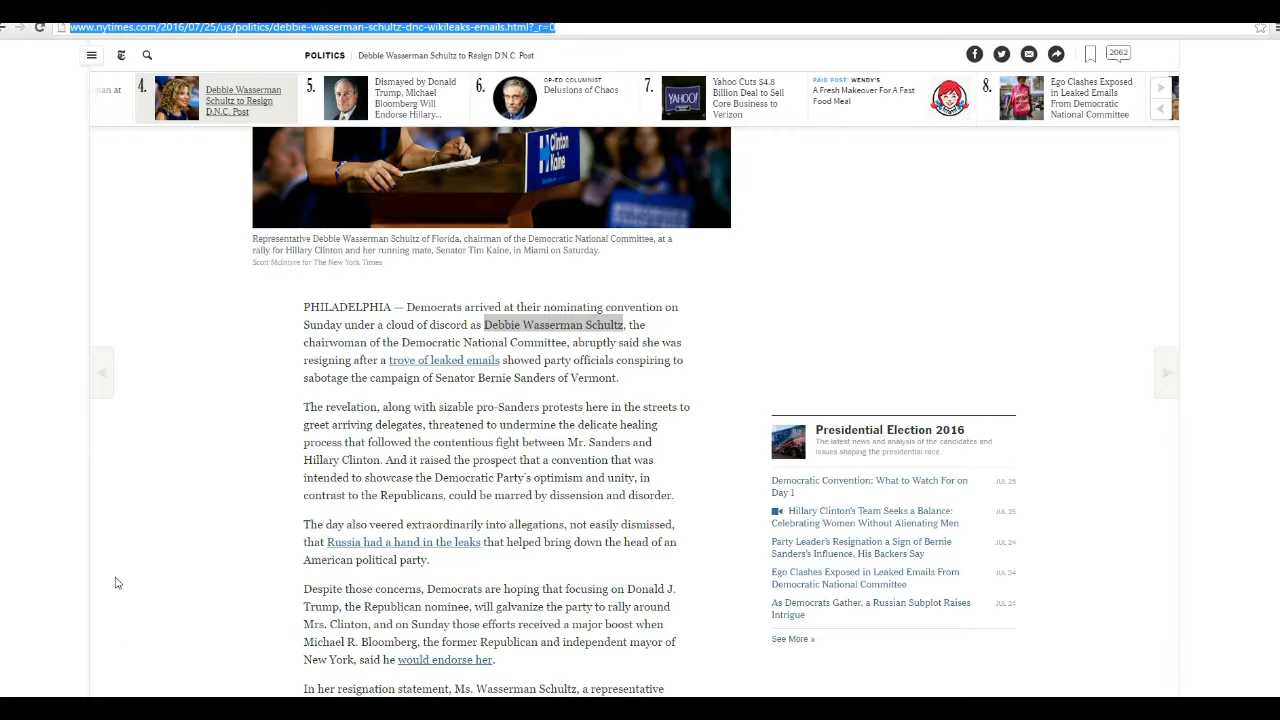 www.nytimes.com/2016/07/25/us/politics/debbie-wasserman-schultz-dnc-wikileaks-emails.html?_r=0
POLITICS | Debbie Wasserman Schultz to Resign D.N.C. Post
2062
man at
4.
Debbie Wasserman
Schultz to Resign
D.N.C. Post
5.
Dismayed by Donald
Trump, Michael
Bloomberg Will
Endorse Hillary...
6.
OP-ED COLUMNIST
Delusions of Chaos
7.
YAHOO!
Yahoo Cuts $4.8
Billion Deal to Sell
Core Business to
Verizon
PAID POST: WENDY'S
A Fresh Makeover For A Fast
Food Meal
8.
Ego Clashes Exposed
in Leaked Emails
From Democratic
National Committee
Clinton
Kaine
Representative Debbie Wasserman Schultz of Florida, chairman of the Democratic National Committee, at a
rally for Hillary Clinton and her running mate, Senator Tim Kaine, in Miami on Saturday.
Scott McIntyre for The New York Times
PHILADELPHIA — Democrats arrived at their nominating convention on
Sunday under a cloud of discord as Debbie Wasserman Schultz, the
chairwoman of the Democratic National Committee, abruptly said she was
resigning after a trove of leaked emails showed party officials conspiring to
sabotage the campaign of Senator Bernie Sanders of Vermont.
The revelation, along with sizable pro-Sanders protests here in the streets to
greet arriving delegates, threatened to undermine the delicate healing
process that followed the contentious fight between Mr. Sanders and
Hillary Clinton. And it raised the prospect that a convention that was
intended to showcase the Democratic Party's optimism and unity, in
contrast to the Republicans, could be marred by dissension and disorder.
The day also veered extraordinarily into allegations, not easily dismissed,
that Russia had a hand in the leaks that helped bring down the head of an
American political party.
Despite those concerns, Democrats are hoping that focusing on Donald J.
Trump, the Republican nominee, will galvanize the party to rally around
Mrs. Clinton, and on Sunday those efforts received a major boost when
Michael R. Bloomberg, the former Republican and independent mayor of
New York, said he would endorse her.
In her resignation statement, Ms. Wasserman Schultz, a representative
Presidential Election 2016
The latest news and analysis of the candidates and
issues shaping the presidential race.
Democratic Convention: What to Watch For on
Day 1
JUL 25
Hillary Clinton's Team Seeks a Balance:
Celebrating Women Without Alienating Men
JUL 25
Party Leader's Resignation a Sign of Bernie
Sanders's Influence, His Backers Say
JUL 24
Ego Clashes Exposed in Leaked Emails From
Democratic National Committee
JUL 24
As Democrats Gather, a Russian Subplot Raises
Intrigue
JUL 24
See More »